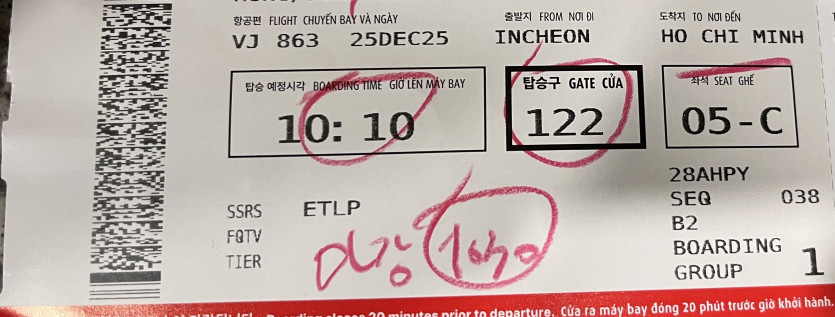 항공편 FLIGHT CHUYẾN BAY VÀ NGÀY 출발지 FROM NƠI ĐI 도착지 TO NƠI ĐẾN
VJ 863 25DEC25 INCHEON HO CHI MINH
탑승 예정시각 BOARDING TIME GIỜ LÊN MÁY BAY 탑승구 GATE CỬA 좌석 SEAT GHẾ
10:10 122 05-C
28AHPY
SSRS ETLP SEQ 038
FQTV B2
TIER BOARDING
GROUP 1
minutes prior to departure. Cửa ra máy bay đóng 20 phút trước giờ khởi hành.